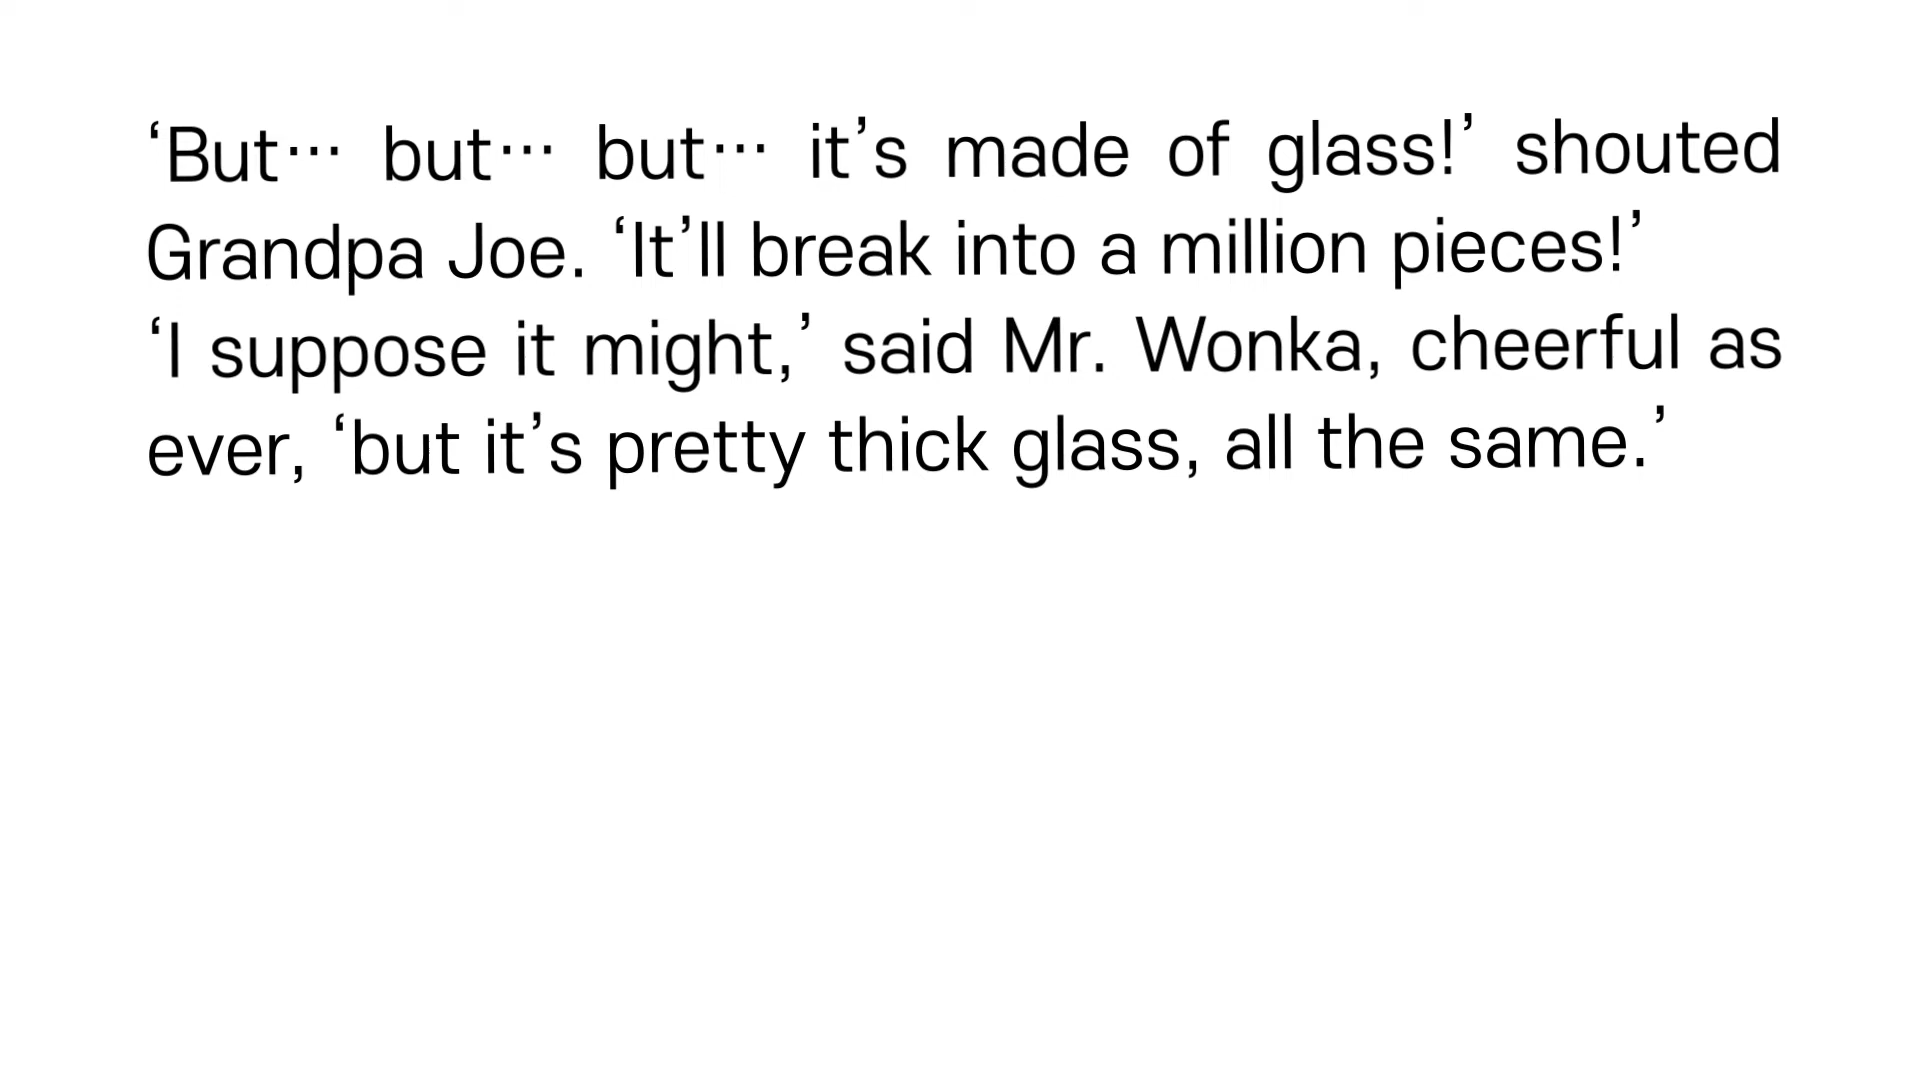 ‘But… but… but… it’s made of glass!’ shouted
Grandpa Joe. ‘It’ll break into a million pieces!’
‘I suppose it might,’ said Mr. Wonka, cheerful as
ever, ‘but it’s pretty thick glass, all the same.’